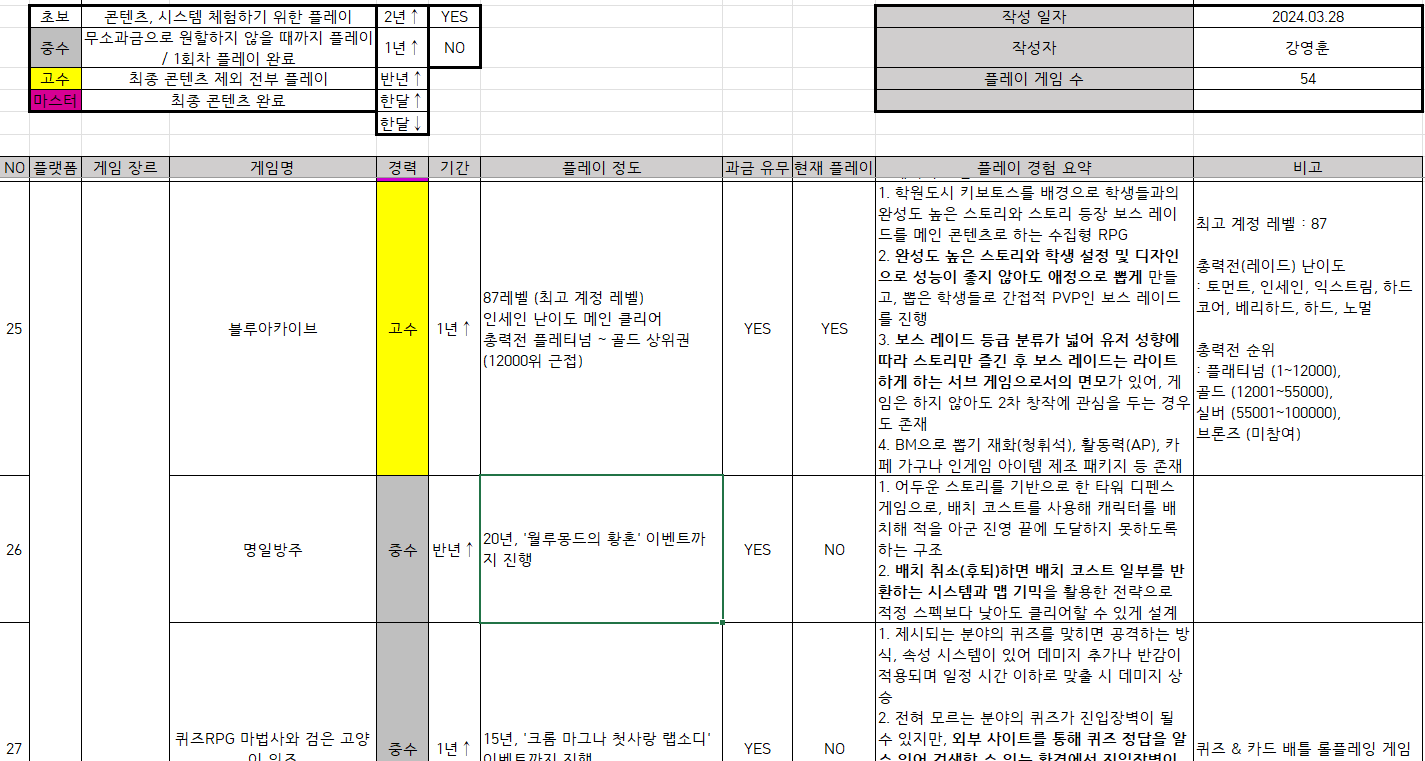 초보 콘텐츠, 시스템 체험하기 위한 플레이 2년↑ YES
중수 무소과금으로 원할하지 않을 때까지 플레이
/ 1회차 플레이 완료 1년↑ NO
고수 최종 콘텐츠 제외 전부 플레이 반년↑
마스터 최종 콘텐츠 완료 한달↑
한달↓
작성 일자 2024.03.28
작성자 강영훈
플레이 게임 수 54
NO 플랫폼 게임 장르 게임명 경력 기간 플레이 정도 과금 유무 현재 플레이 플레이 경험 요약 비고
25 블루아카이브 고수 1년↑
87레벨 (최고 계정 레벨)
인세인 난이도 메인 클리어
총력전 플레티넘 ~ 골드 상위권
(12000위 근접)
YES YES
1. 학원도시 키보토스를 배경으로 학생들과의
완성도 높은 스토리와 스토리 등장 보스 레이
드를 메인 콘텐츠로 하는 수집형 RPG
2. 완성도 높은 스토리와 학생 설정 및 디자인
으로 성능이 좋지 않아도 애정으로 뽑게 만들
고, 뽑은 학생들로 간접적 PVP인 보스 레이드
를 진행
3. 보스 레이드 등급 분류가 넓어 유저 성향에
따라 스토리만 즐긴 후 보스 레이드는 라이트
하게 하는 서브 게임으로서의 면모가 있어, 게
임은 하지 않아도 2차 창작에 관심을 두는 경우
도 존재
4. BM으로 뽑기 재화(청휘석), 활동력(AP), 카
페 가구나 인게임 아이템 제조 패키지 등 존재
최고 계정 레벨 : 87
총력전(레이드) 난이도
: 토먼트, 인세인, 익스트림, 하드
코어, 베리하드, 하드, 노멀
총력전 순위
: 플래티넘 (1~12000),
골드 (12001~55000),
실버 (55001~100000),
브론즈 (미참여)
26 명일방주 중수 반년↑
20년, '월루몽드의 황혼' 이벤트까
지 진행
YES NO
1. 어두운 스토리를 기반으로 한 타워 디펜스
게임으로, 배치 코스트를 사용해 캐릭터를 배
치해 적을 아군 진영 끝에 도달하지 못하도록
하는 구조
2. 배치 취소(후퇴)하면 배치 코스트 일부를 반
환하는 시스템과 맵 기믹을 활용한 전략으로
적정 스펙보다 낮아도 클리어할 수 있게 설계
27 퀴즈RPG 마법사와 검은 고양
이 위즈 중수 1년↑
15년, '크롬 마그나 첫사랑 랩소디'
이벤트까지 진행
YES NO
1. 제시되는 분야의 퀴즈를 맞히면 공격하는 방
식, 속성 시스템이 있어 데미지 추가나 반감이
적용되며 일정 시간 이하로 맞출 시 데미지 상
승
2. 전혀 모르는 분야의 퀴즈가 진입장벽이 될
수 있지만, 외부 사이트를 통해 퀴즈 정답을 알
수 있어 검색할 수 있는 환경에서 진입장벽이
퀴즈 & 카드 배틀 롤플레잉 게임